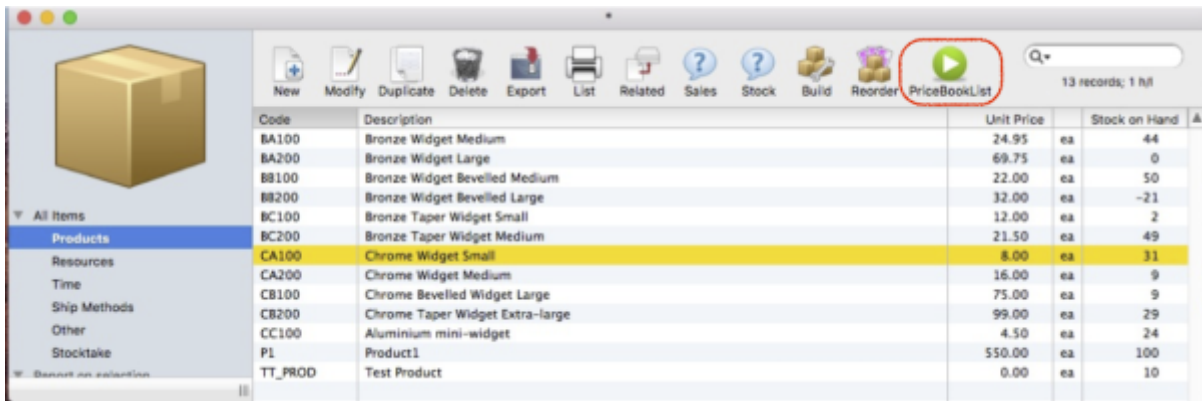 New Modify Duplicate Delete Export List Related Sales Stock Build Reorder PriceBookList
13 records; 1 h/l
All Items
Products
Resources
Time
Ship Methods
Other
Stocktake
Report on selection
Code Description Unit Price Stock on Hand
BA100 Bronze Widget Medium 24.95 ea 44
BA200 Bronze Widget Large 69.75 ea 0
BB100 Bronze Widget Bevelled Medium 22.00 ea 50
BB200 Bronze Widget Bevelled Large 32.00 ea -21
BC100 Bronze Taper Widget Small 12.00 ea 2
BC200 Bronze Taper Widget Medium 21.50 ea 49
CA100 Chrome Widget Small 8.00 ea 31
CA200 Chrome Widget Medium 16.00 ea 9
CB100 Chrome Bevelled Widget Large 75.00 ea 9
CB200 Chrome Taper Widget Extra-large 99.00 ea 29
CC100 Aluminium mini-widget 4.50 ea 24
P1 Product1 550.00 ea 100
TT_PROD Test Product 0.00 ea 10